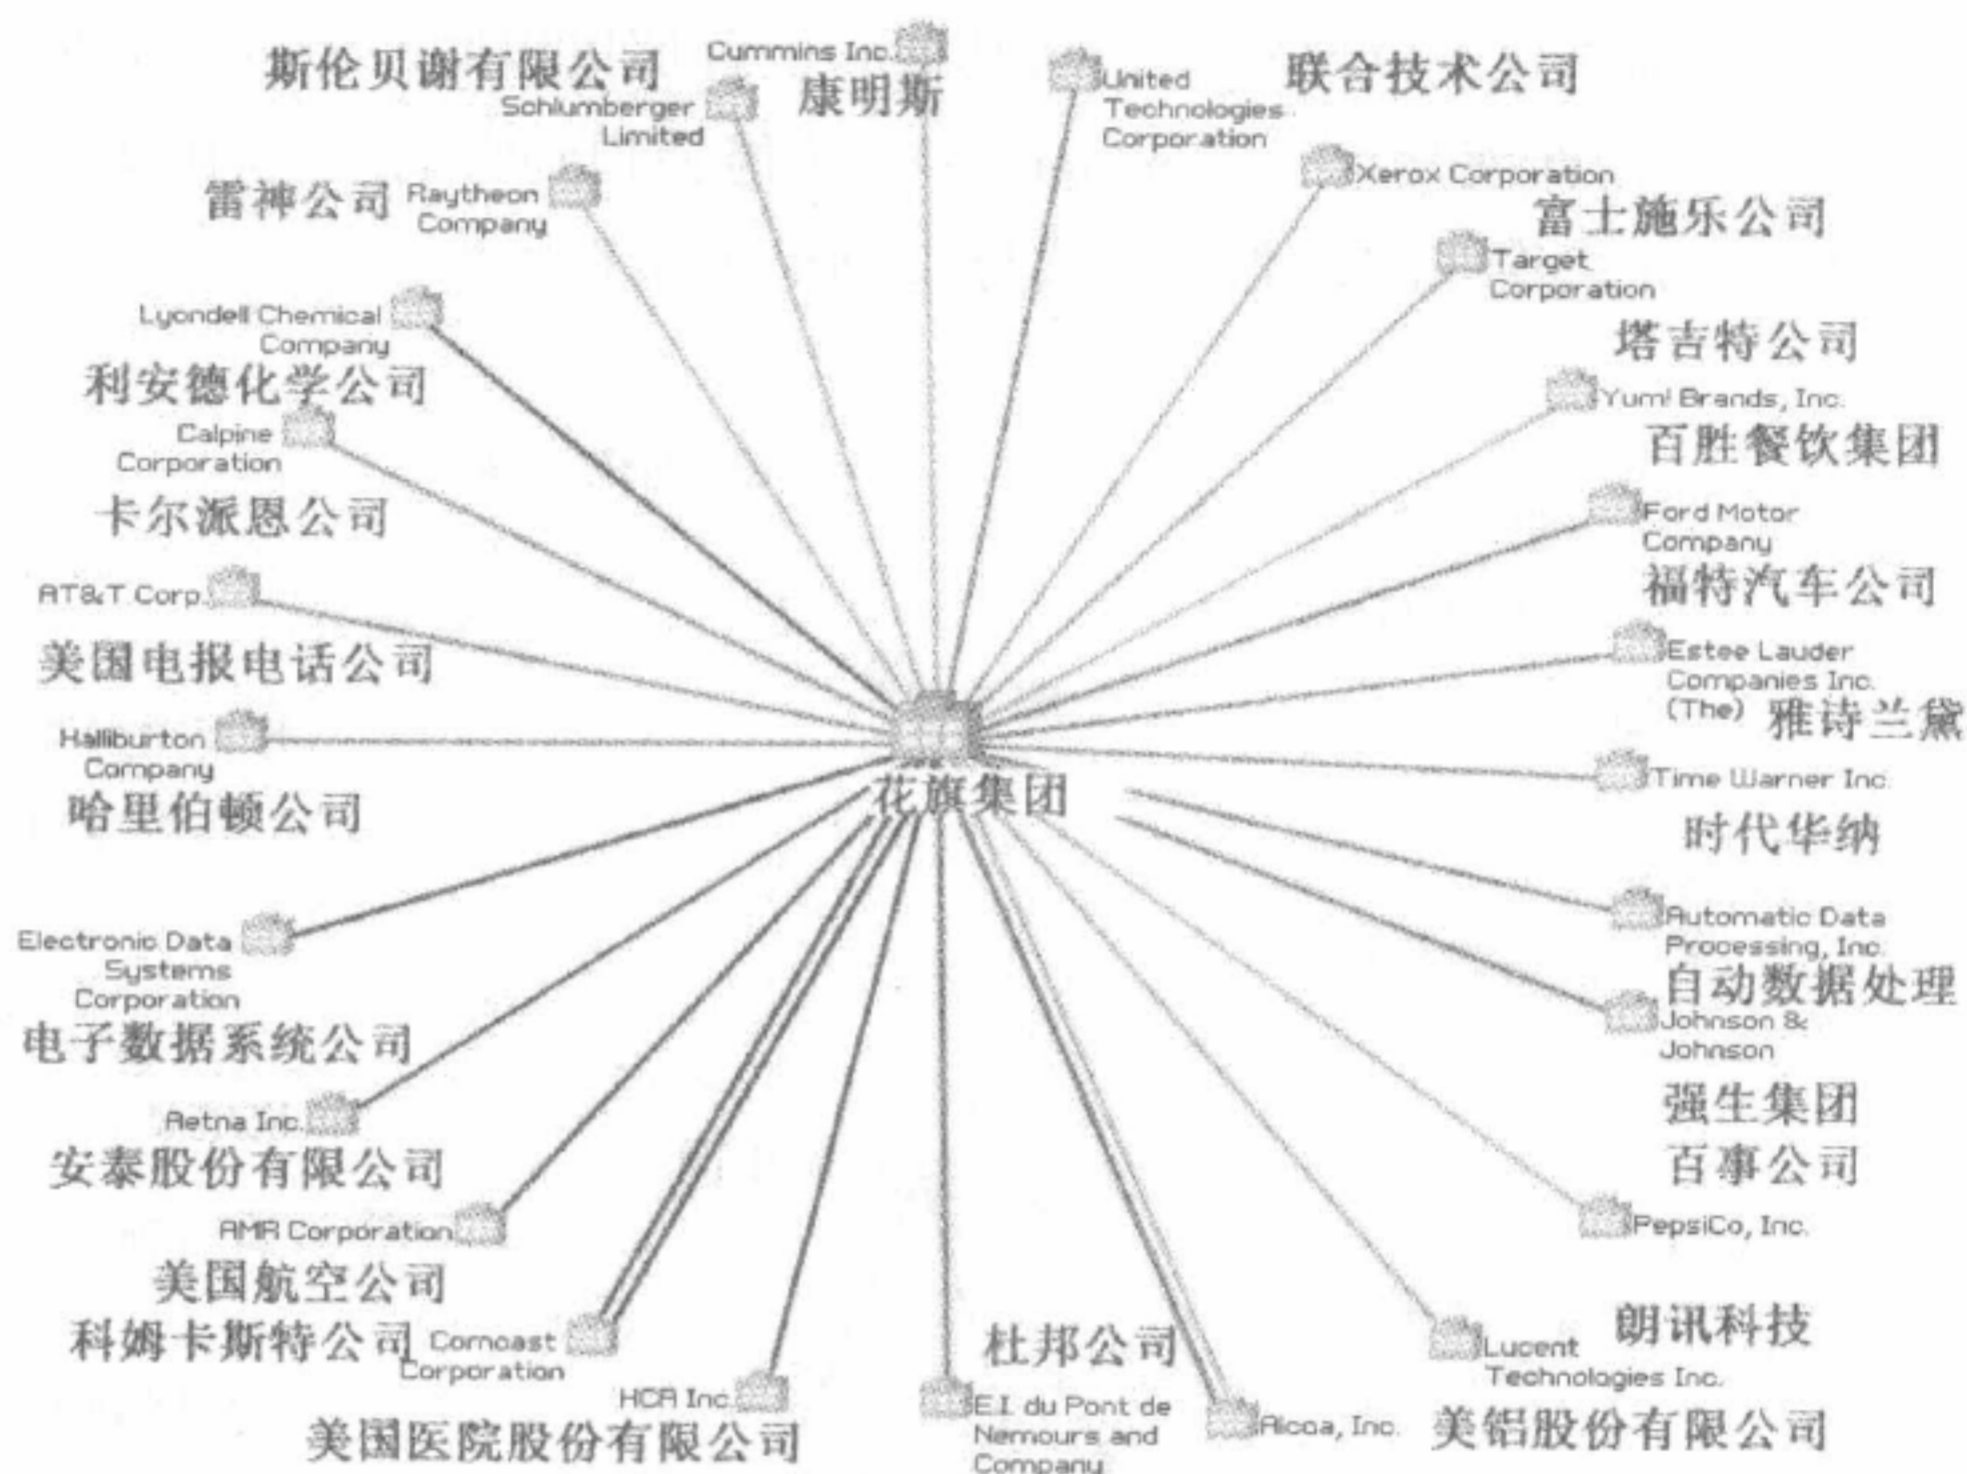 斯伦贝谢有限公司
Schlumberger
Limited
Cummins Inc.
康明斯
United
Technologies
Corporation
联合技术公司
Xerox Corporation
富士施乐公司
雷神公司
Raytheon
Company
Target
Corporation
塔吉特公司
Lyondell Chemical
Company
利安德化学公司
Yum! Brands, Inc.
百胜餐饮集团
Calpine
Corporation
卡尔派恩公司
Ford Motor
Company
福特汽车公司
AT&T Corp.
美国电报电话公司
Estee Lauder
Companies Inc.
(The)
雅诗兰黛
Halliburton
Company
哈里伯顿公司
花旗集团
Time Warner Inc.
时代华纳
Electronic Data
Systems
Corporation
电子数据系统公司
Automatic Data
Processing, Inc.
自动数据处理
Johnson &
Johnson
强生集团
Aetna Inc.
安泰股份有限公司
百事公司
PepsiCo, Inc.
AMR Corporation
美国航空公司
科姆卡斯特公司
Comcast
Corporation
朗讯科技
Lucent
Technologies Inc.
HCA Inc.
美国医院股份有限公司
杜邦公司
E.I. du Pont de
Nemours and
Company
Alcoa, Inc.
美铝股份有限公司